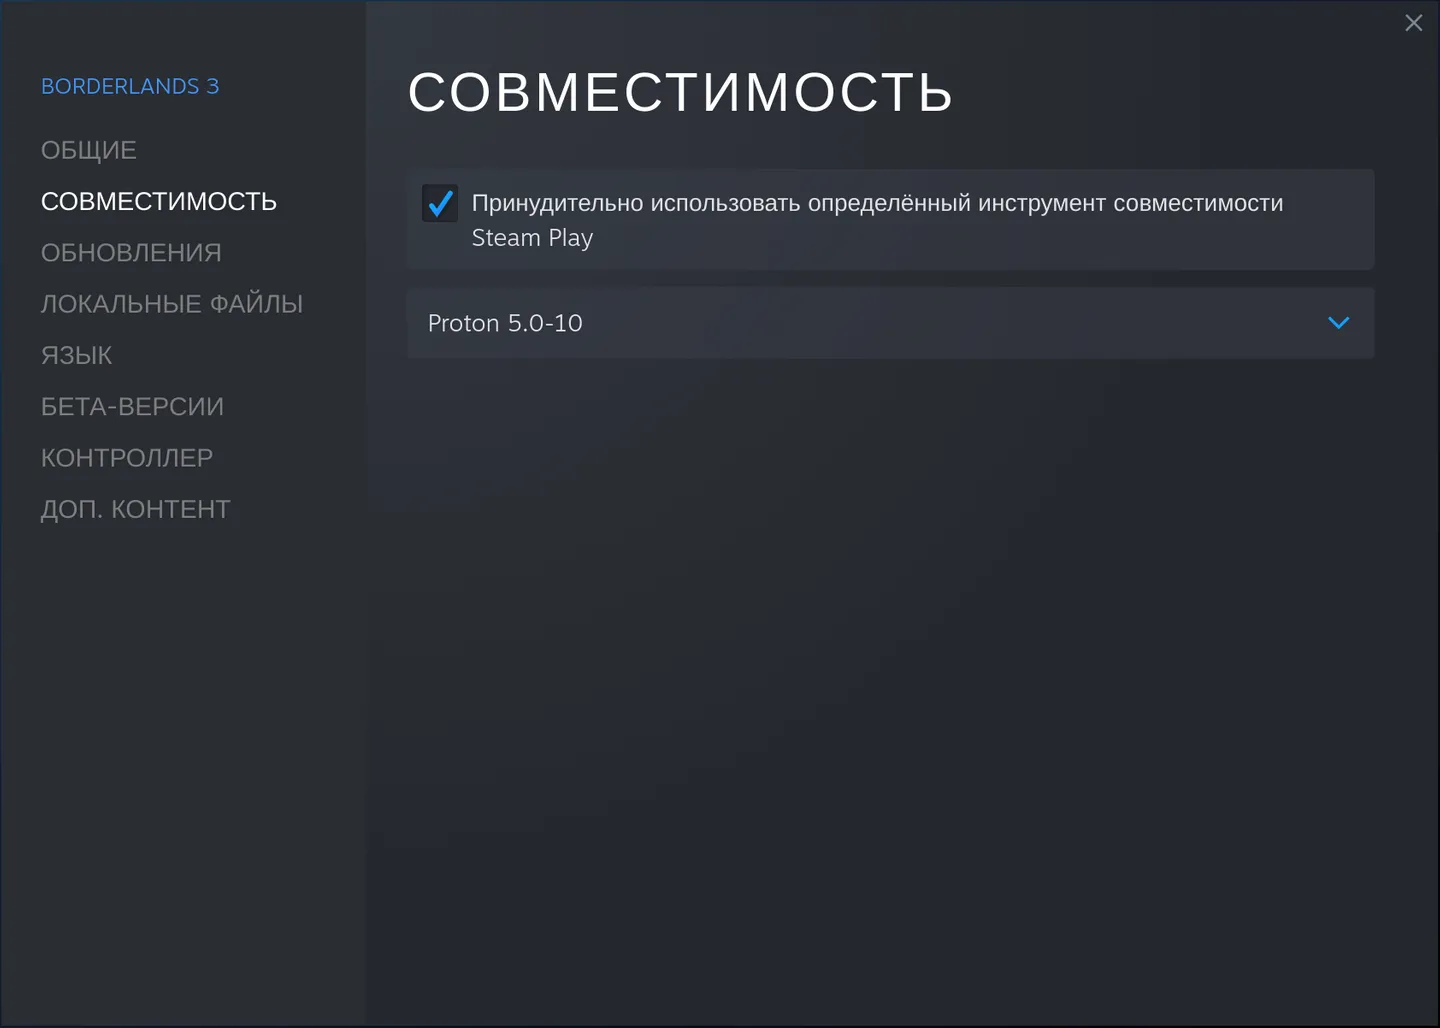 BORDERLANDS 3
ОБЩИЕ
СОВМЕСТИМОСТЬ
ОБНОВЛЕНИЯ
ЛОКАЛЬНЫЕ ФАЙЛЫ
ЯЗЫК
БЕТА-ВЕРСИИ
КОНТРОЛЛЕР
ДОП. КОНТЕНТ
СОВМЕСТИМОСТЬ
Принудительно использовать определённый инструмент совместимости
Steam Play
Proton 5.0-10